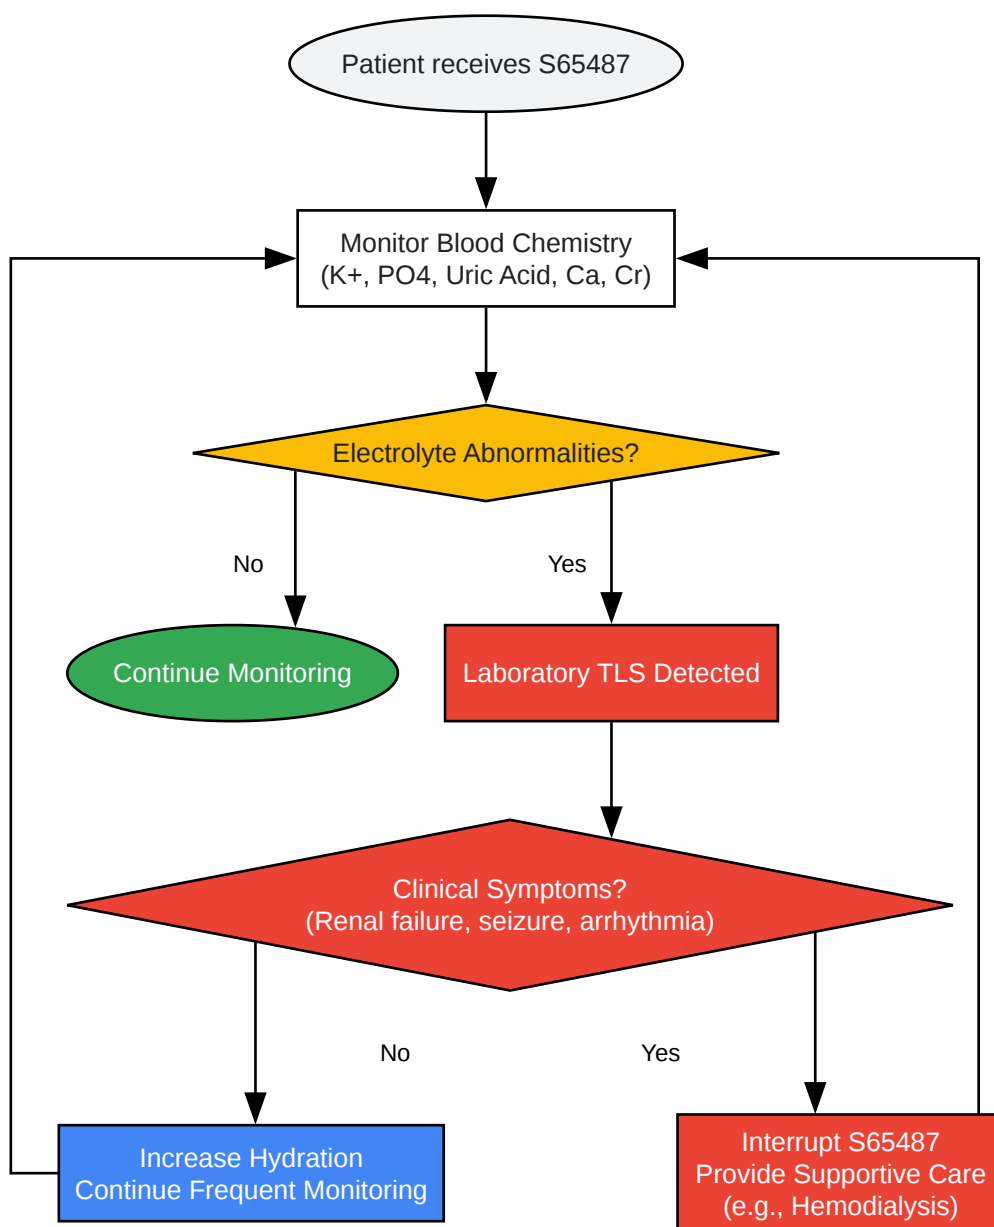 Patient receives S65487
Monitor Blood Chemistry
(K+, PO4, Uric Acid, Ca, Cr)
Electrolyte Abnormalities?
No
Yes
Continue Monitoring
Laboratory TLS Detected
Clinical Symptoms?
(Renal failure, seizure, arrhythmia)
No
Yes
Increase Hydration
Continue Frequent Monitoring
Interrupt S65487
Provide Supportive Care
(e.g., Hemodialysis)